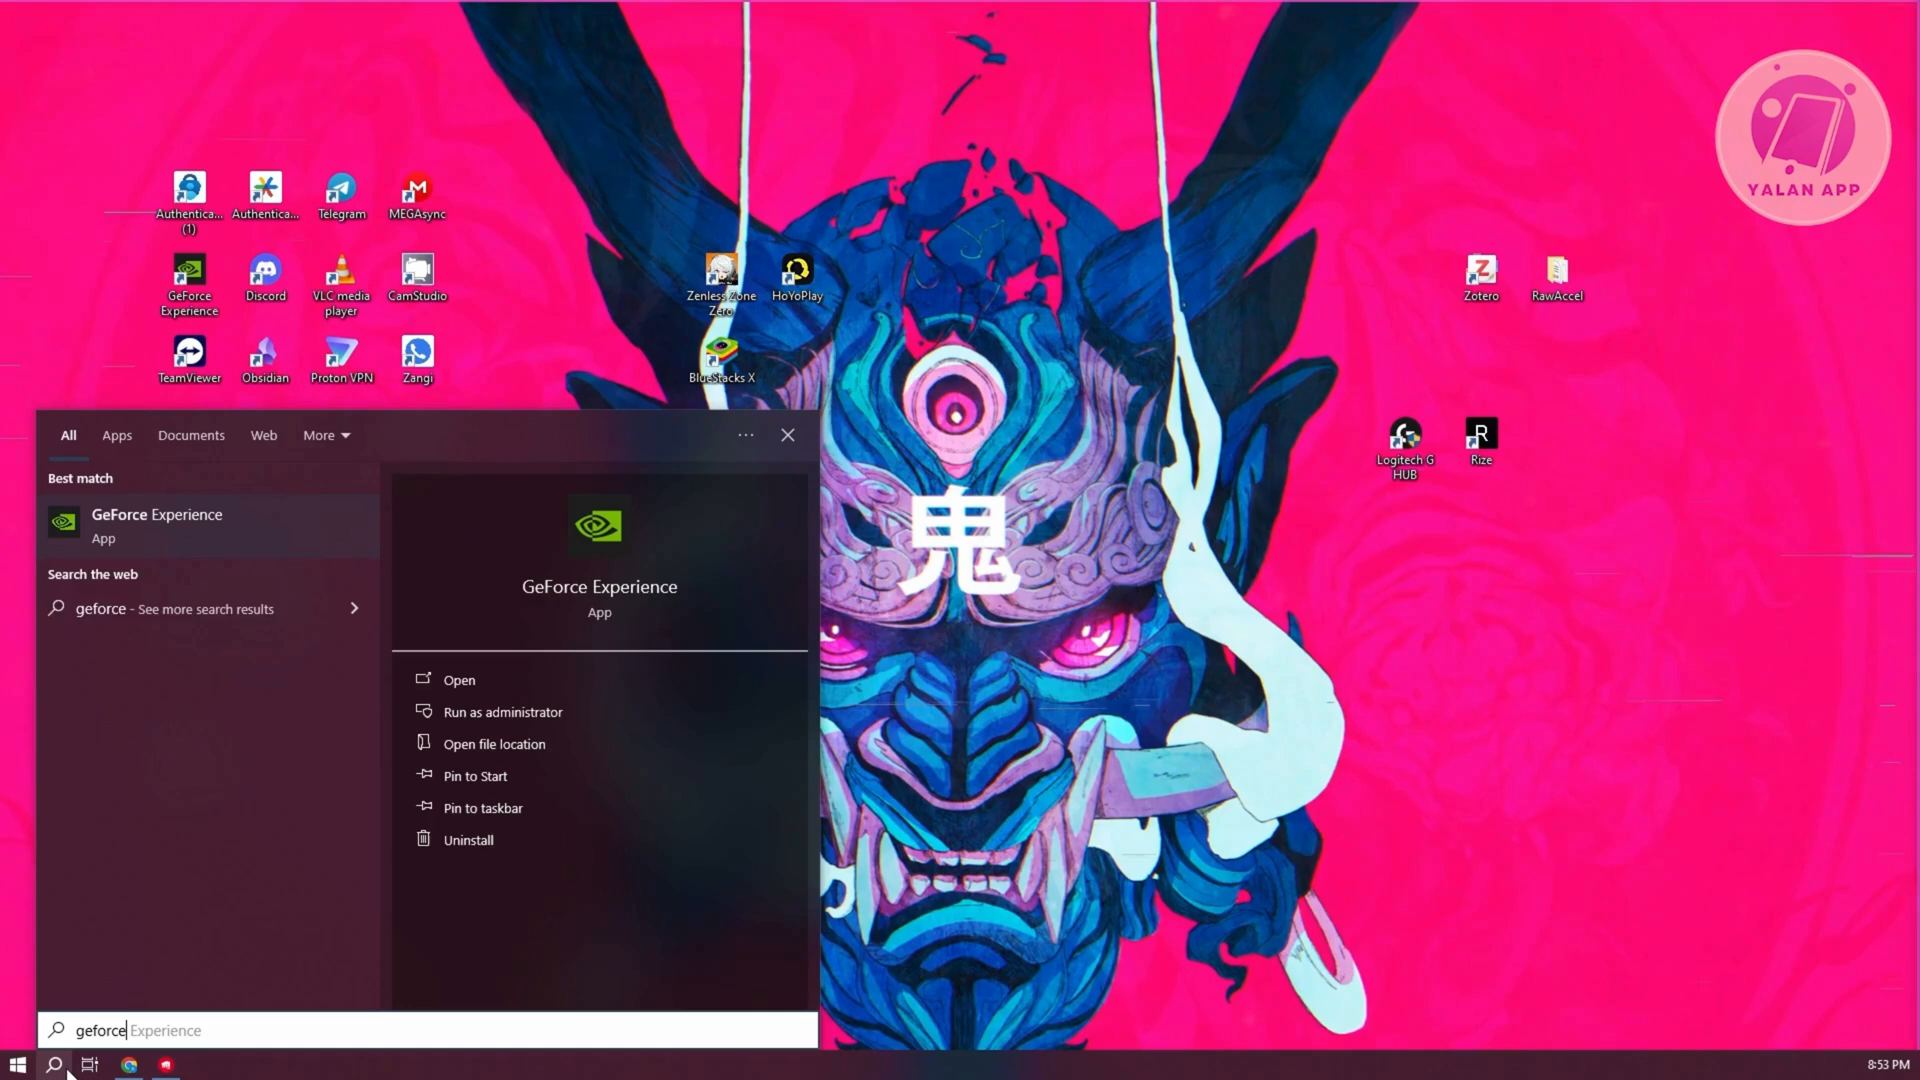 YALAN APP
Authentica... (1)
Authentica...
Telegram
MEGAsync
GeForce Experience
Discord
VLC media player
CamStudio
Zenless Zone Zero
HoYoPlay
Zotero
RawAccel
TeamViewer
Obsidian
Proton VPN
Zangi
BlueStacks X
Logitech G HUB
Rize
All
Apps
Documents
Web
More
Best match
GeForce Experience
App
Search the web
geforce - See more search results
GeForce Experience
App
Open
Run as administrator
Open file location
Pin to Start
Pin to taskbar
Uninstall
鬼
geforce Experience
8:53 PM